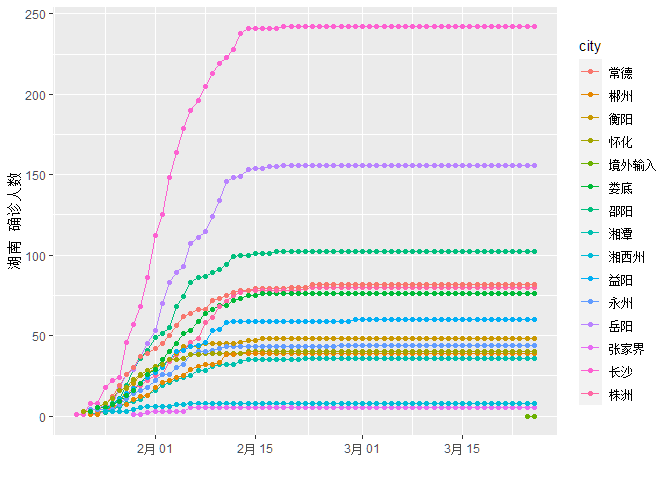 250
200
150
100
50
0
湖南 确诊人数
2月 01
2月 15
3月 01
3月 15
city
常德
郴州
衡阳
怀化
境外输入
娄底
邵阳
湘潭
湘西州
益阳
永州
岳阳
张家界
长沙
株洲